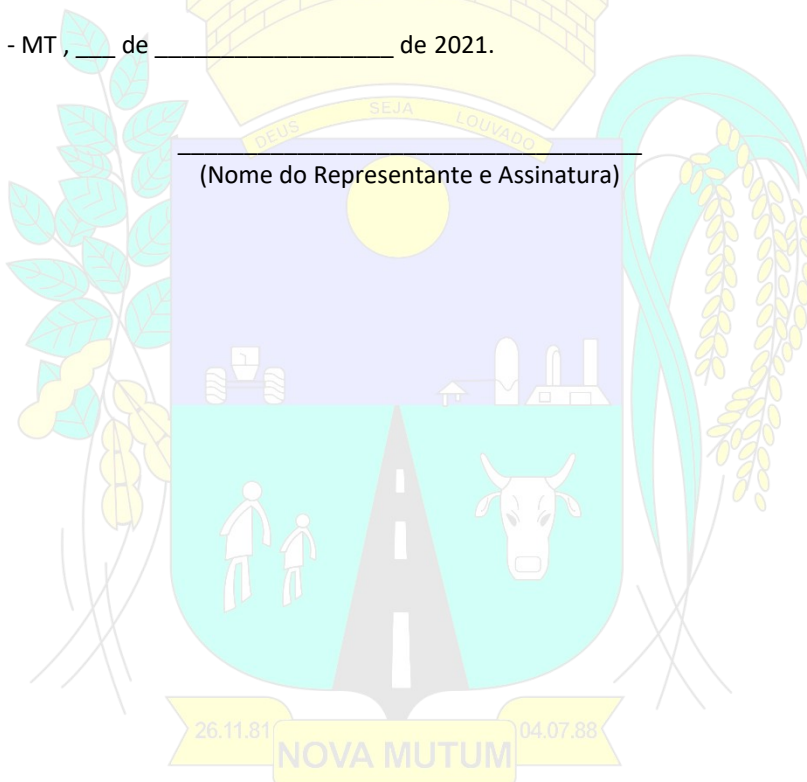 - MT , ___ de __________________ de 2021.
DEUS SEJA LOUVADO
___________________________________
(Nome do Representante e Assinatura)
26.11.81
04.07.88
NOVA MUTUM